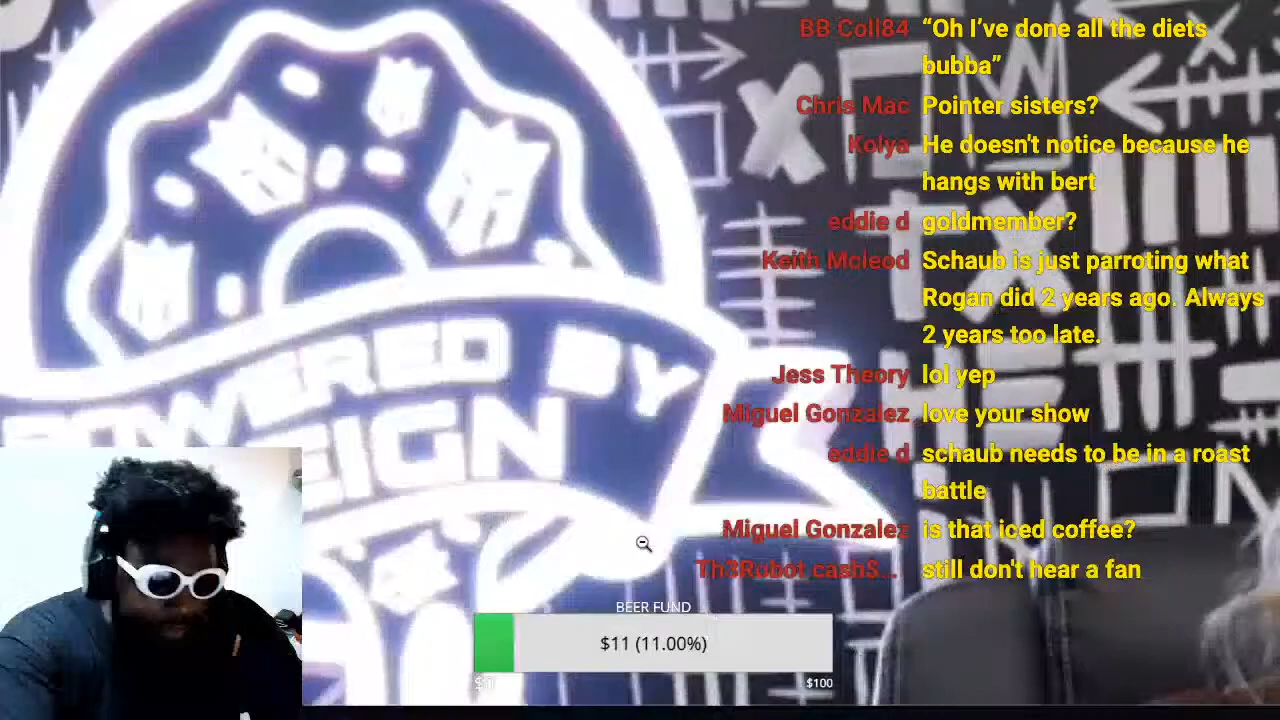 BB Coll84 “Oh I’ve done all the diets
bubba”
Chris Mac Pointer sisters?
Kolya He doesn't notice because he
hangs with bert
eddie d goldmember?
Keith Mcleod Schaub is just parroting what
Rogan did 2 years ago. Always
2 years too late.
Jess Theory lol yep
Miguel Gonzalez love your show
eddie d schaub needs to be in a roast
battle
Miguel Gonzalez is that iced coffee?
Th3Robot cash$... still don't hear a fan
POWERED BY
EIGN
BEER FUND
$11 (11.00%)
$100